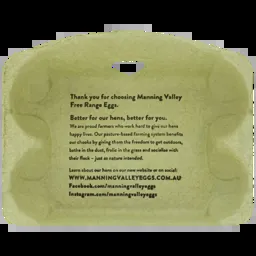 Thank you for choosing Manning Valley
Free Range Eggs.
Better for our hens, better for you.
We are proud farmers who work hard to give our hens
happy lives. Our pasture-based farming system benefits
our chooks by giving them the freedom to get outdoors,
bathe in the dust, frolic in the grass and socialise with
their flock – just as nature intended.
Learn about our hens on our new website or on social:
WWW.MANNINGVALLEYEGGS.COM.AU
Facebook.com/manningvalleyeggs
Instagram.com/manningvalleyeggs